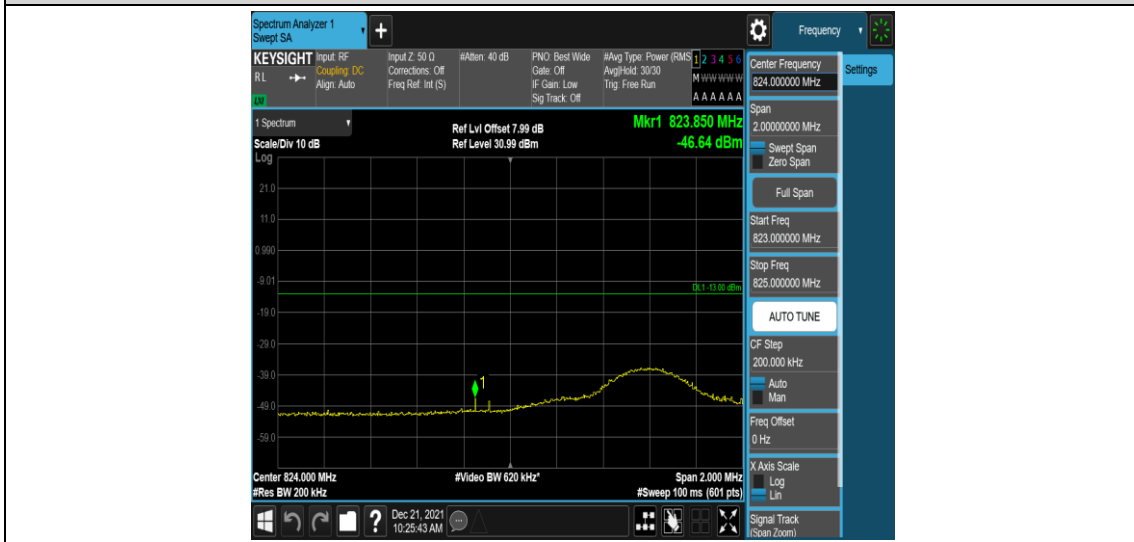 Spectrum Analyzer 1
Swept SA
+
Frequency
KEYSIGHT
RL
LXI
Input: RF
Coupling: DC
Align: Auto
Input Z: 50 Ω
Corrections: Off
Freq Ref: Int (S)
#Atten: 40 dB
PNO: Best Wide
Gate: Off
IF Gain: Low
Sig Track: Off
#Avg Type: Power (RMS
Avg|Hold: 30/30
Trig: Free Run
1 2 3 4 5 6
M W W W W W
A A A A A A
1 Spectrum
Scale/Div 10 dB
Log
Ref Lvl Offset 7.99 dB
Ref Level 30.99 dBm
Mkr1 823.850 MHz
-46.64 dBm
21.0
11.0
0.990
-9.01
DL1 -13.00 dBm
-19.0
-29.0
-39.0
1
-49.0
-59.0
Center 824.000 MHz
#Video BW 620 kHz*
Span 2.000 MHz
#Res BW 200 kHz
#Sweep 100 ms (601 pts)
Dec 21, 2021
10:25:43 AM
Center Frequency
824.000000 MHz
Settings
Span
2.00000000 MHz
Swept Span
Zero Span
Full Span
Start Freq
823.000000 MHz
Stop Freq
825.000000 MHz
AUTO TUNE
CF Step
200.000 kHz
Auto
Man
Freq Offset
0 Hz
X Axis Scale
Log
Lin
Signal Track
(Span Zoom)